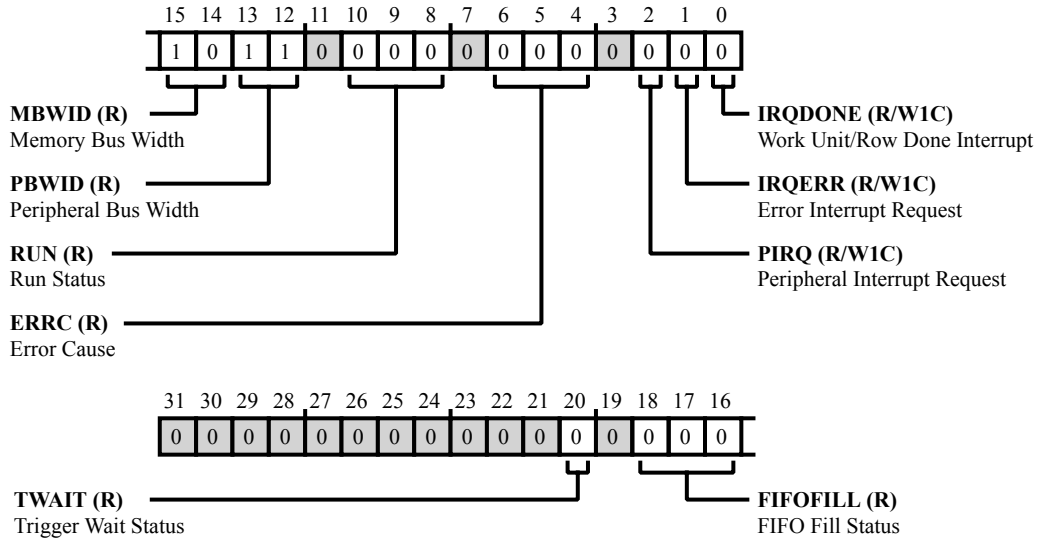 15 14 13 12 11 10 9 8 7 6 5 4 3 2 1 0
1 0 1 1 0 0 0 0 0 0 0 0 0 0 0 0
MBWID (R)
Memory Bus Width
PBWID (R)
Peripheral Bus Width
RUN (R)
Run Status
ERRC (R)
Error Cause
IRQDONE (R/W1C)
Work Unit/Row Done Interrupt
IRQERR (R/W1C)
Error Interrupt Request
PIRQ (R/W1C)
Peripheral Interrupt Request
31 30 29 28 27 26 25 24 23 22 21 20 19 18 17 16
0 0 0 0 0 0 0 0 0 0 0 0 0 0 0 0
TWAIT (R)
Trigger Wait Status
FIFOFILL (R)
FIFO Fill Status